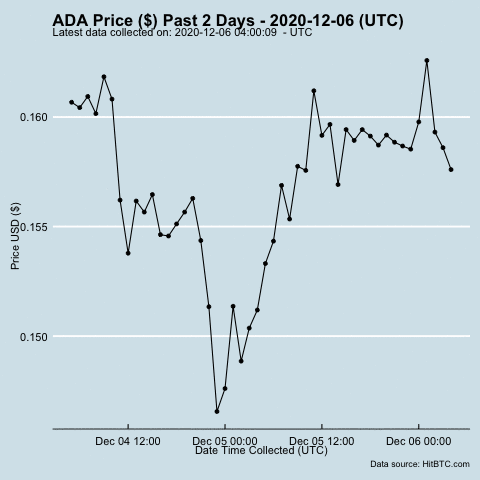 ADA Price ($) Past 2 Days - 2020-12-06 (UTC)
Latest data collected on: 2020-12-06 04:00:09 - UTC
0.160
0.155
0.150
Price USD ($)
Dec 04 12:00 Dec 05 00:00 Dec 05 12:00 Dec 06 00:00
Date Time Collected (UTC)
Data source: HitBTC.com